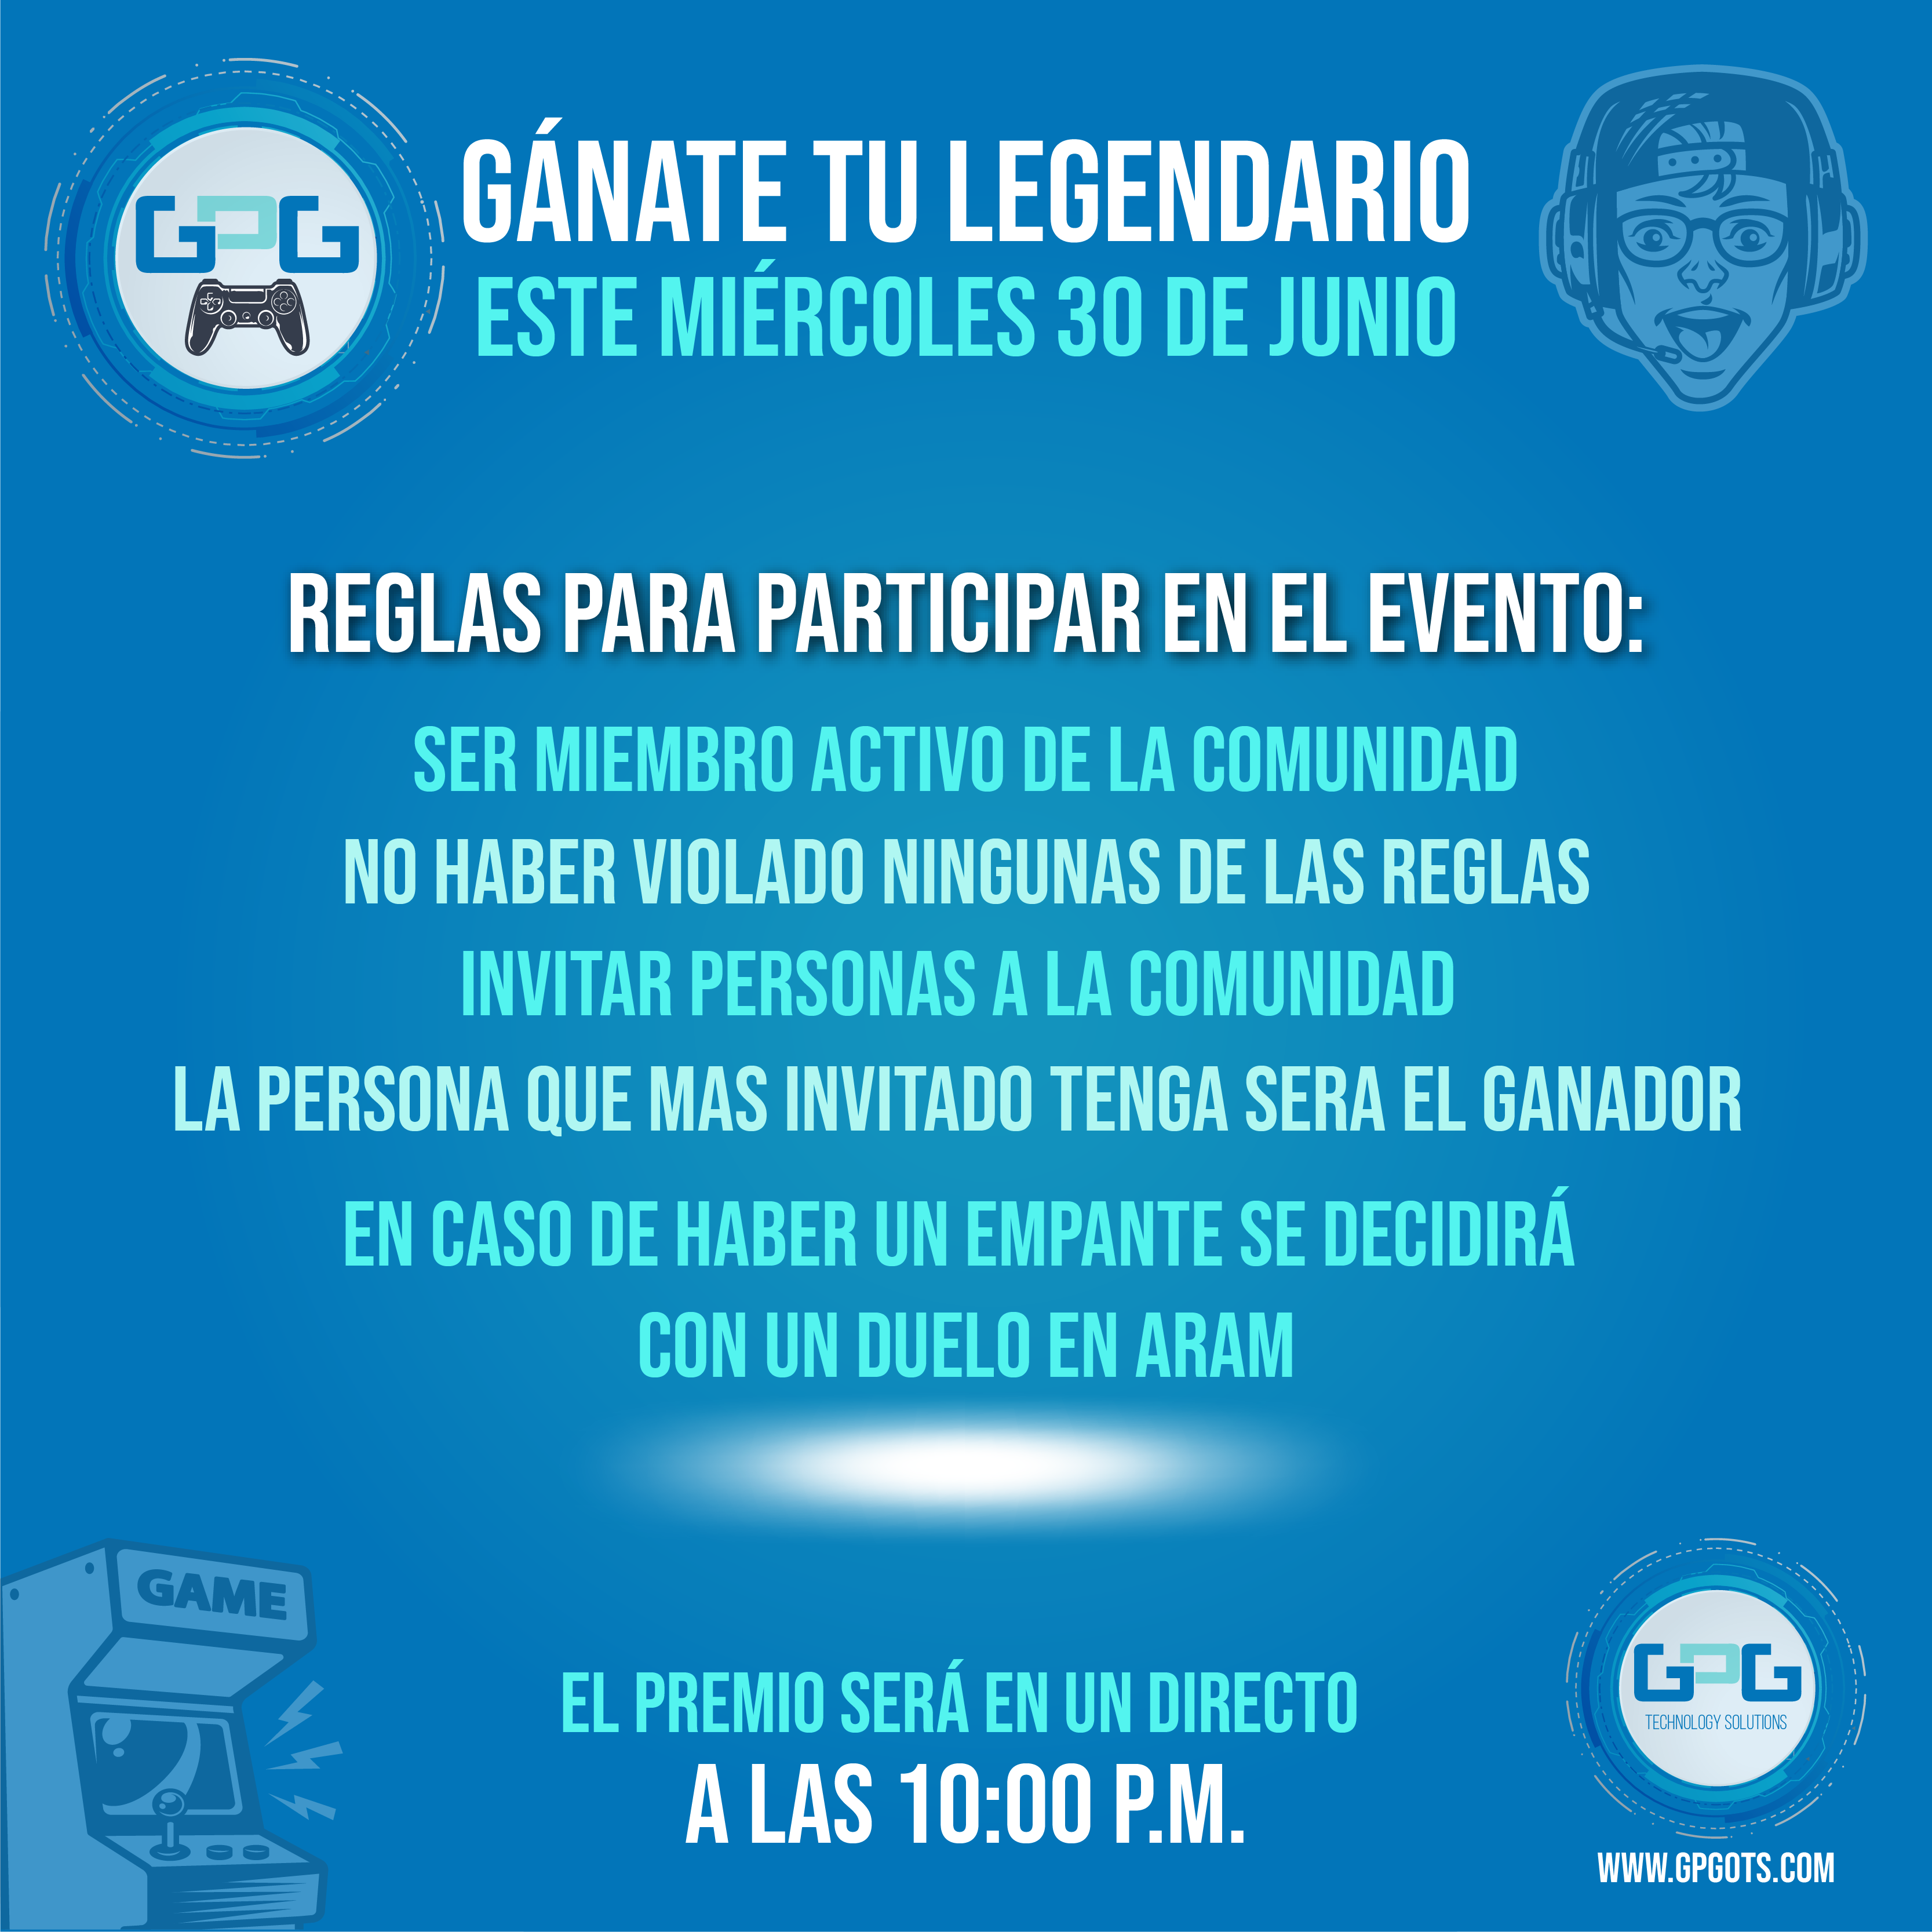 GPG
GÁNATE TU LEGENDARIO
ESTE MIÉRCOLES 30 DE JUNIO
REGLAS PARA PARTICIPAR EN EL EVENTO:
SER MIEMBRO ACTIVO DE LA COMUNIDAD
NO HABER VIOLADO NINGUNAS DE LAS REGLAS
INVITAR PERSONAS A LA COMUNIDAD
LA PERSONA QUE MAS INVITADO TENGA SERA EL GANADOR
EN CASO DE HABER UN EMPANTE SE DECIDIRÁ
CON UN DUELO EN ARAM
GAME
EL PREMIO SERÁ EN UN DIRECTO
A LAS 10:00 P.M.
GPG
TECHNOLOGY SOLUTIONS
WWW.GPGOTS.COM